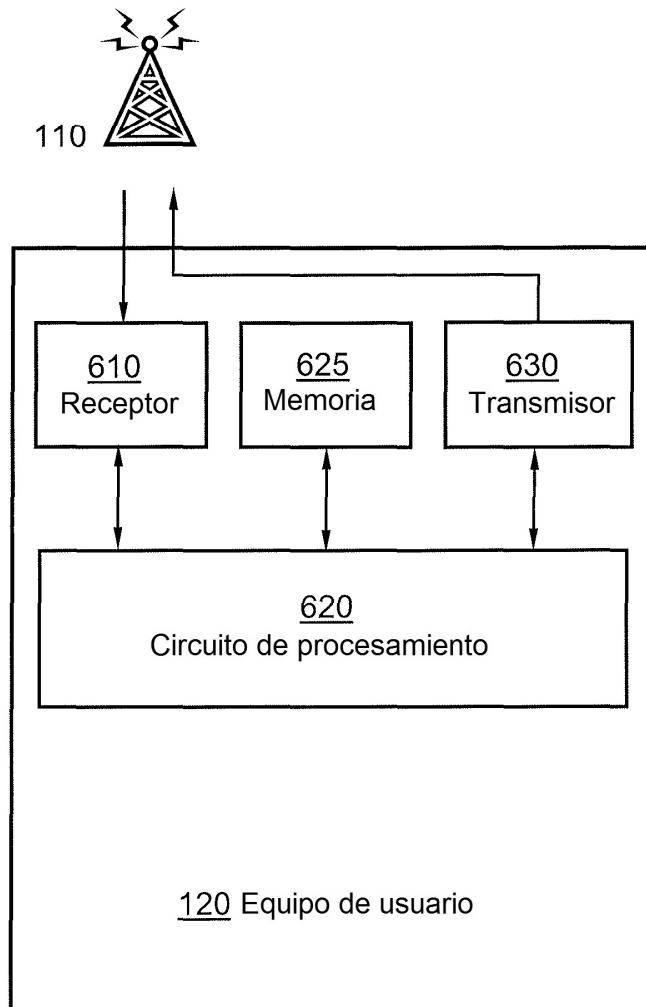 110
610
Receptor
625
Memoria
630
Transmisor
620
Circuito de procesamiento
120 Equipo de usuario